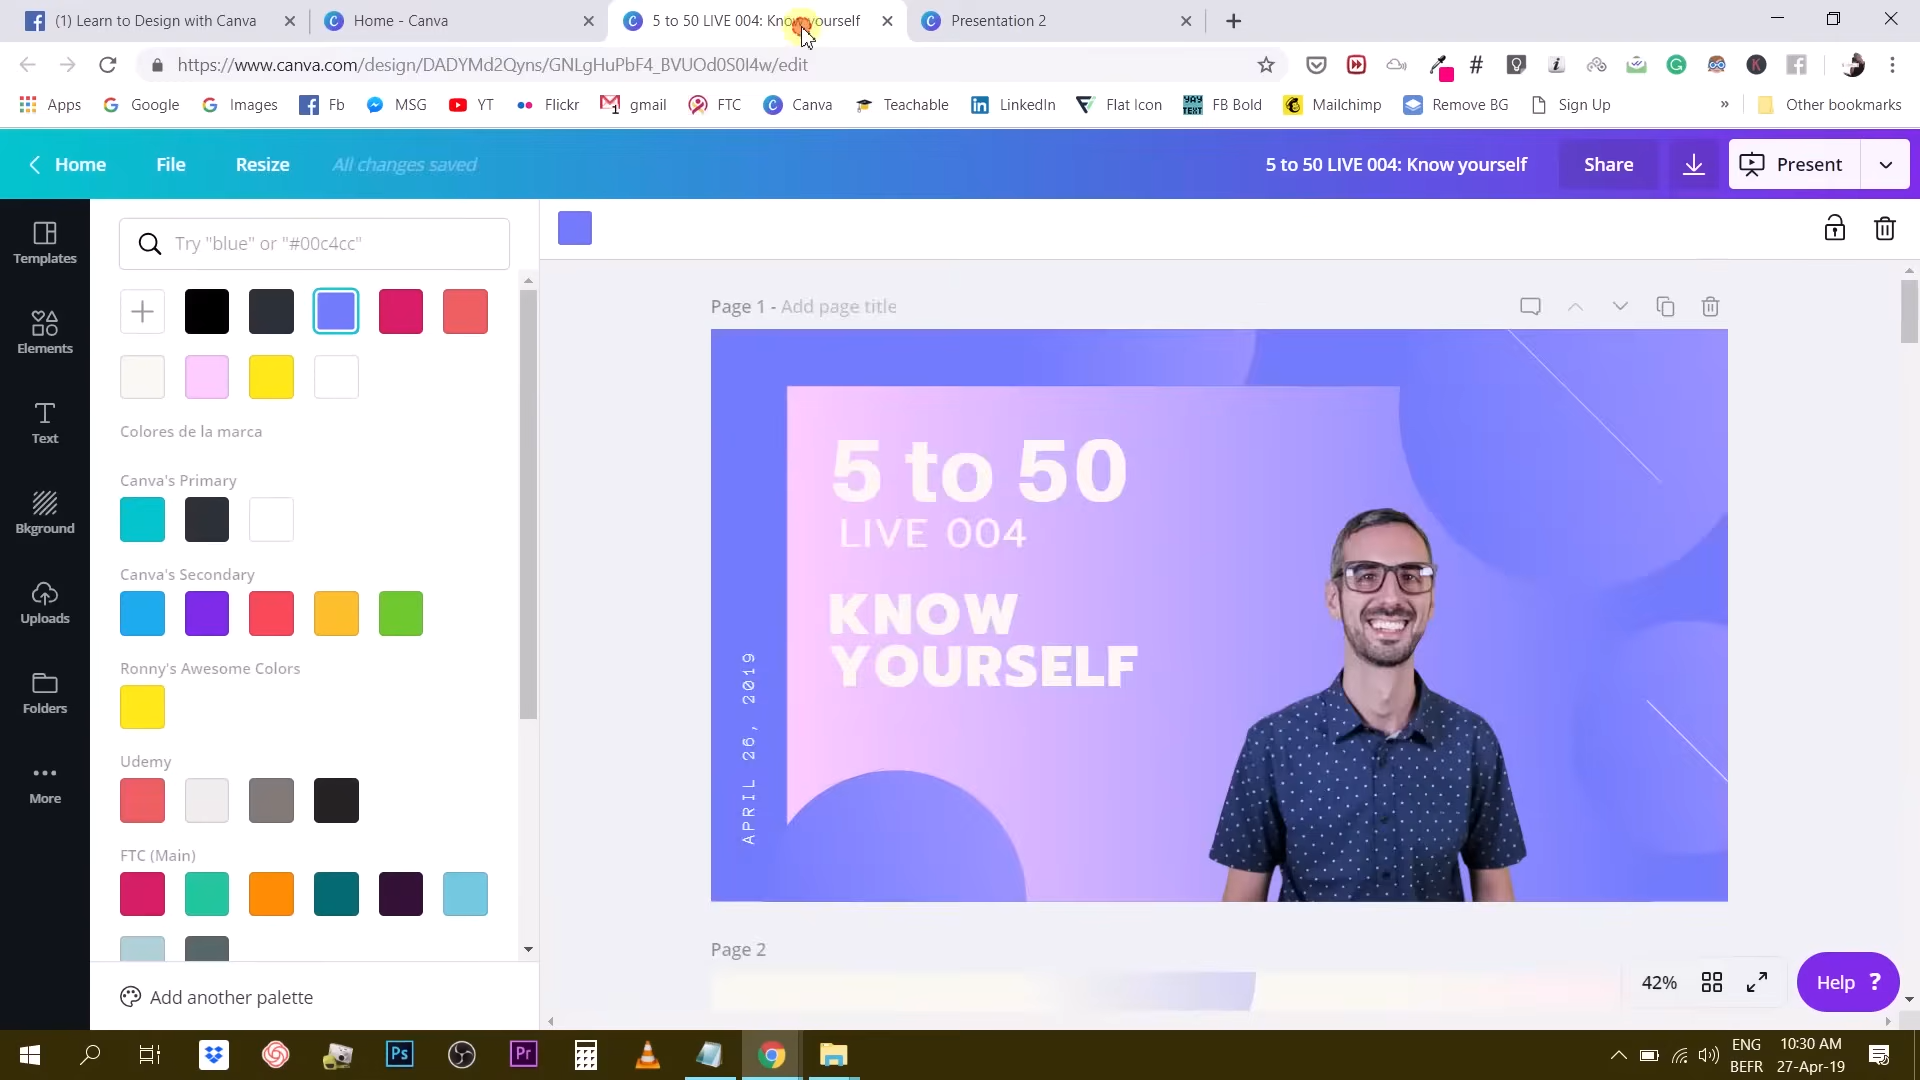 (1) Learn to Design with Canva
Home - Canva
5 to 50 LIVE 004: Know yourself
Presentation 2
https://www.canva.com/design/DADYMd2Qyns/GNLgHuPbF4_BVUOd0S0I4w/edit
Apps
Google
Images
Fb
MSG
YT
Flickr
gmail
FTC
Canva
Teachable
LinkedIn
Flat Icon
FB Bold
Mailchimp
Remove BG
Sign Up
»
Other bookmarks
Home
File
Resize
All changes saved
5 to 50 LIVE 004: Know yourself
Share
Present
Templates
Elements
Text
Bkground
Uploads
Folders
More
Try "blue" or "#00c4cc"
Colores de la marca
Canva's Primary
Canva's Secondary
Ronny's Awesome Colors
Udemy
FTC (Main)
Add another palette
Page 1 - Add page title
5 to 50
LIVE 004
KNOW
YOURSELF
APRIL 26, 2019
Page 2
42%
Help ?
Ps
Pr
ENG
BEFR
10:30 AM
27-Apr-19